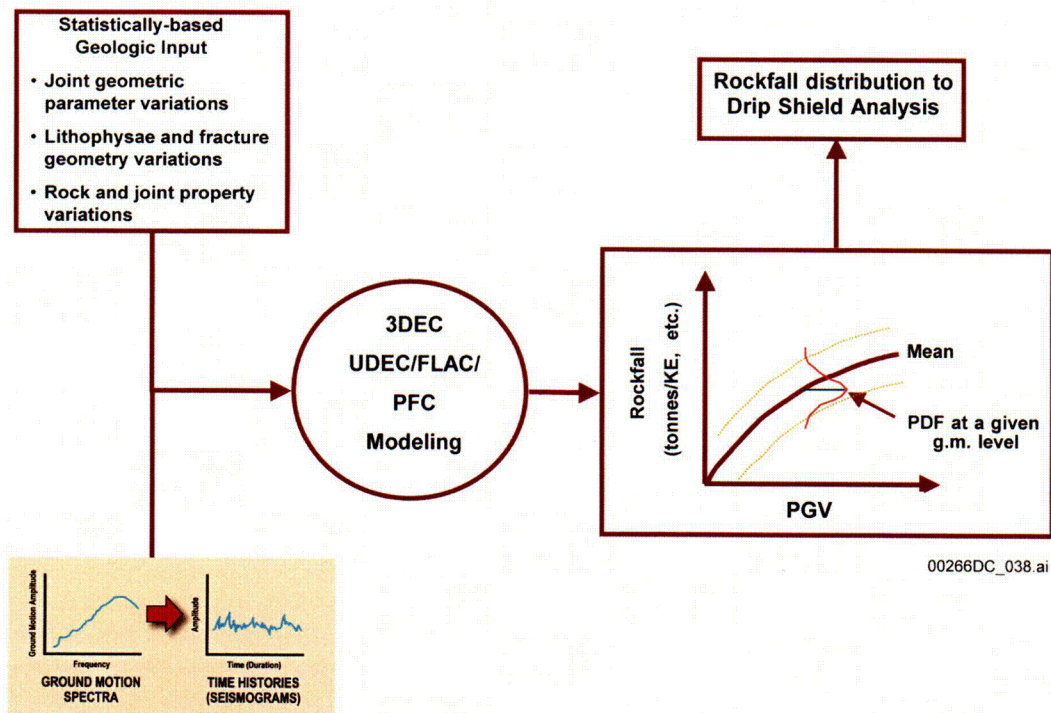 Statistically-based
Geologic Input
• Joint geometric
parameter variations
• Lithophysae and fracture
geometry variations
• Rock and joint property
variations
3DEC
UDEC/FLAC/
PFC
Modeling
Rockfall distribution to
Drip Shield Analysis
Rockfall
(tonnes/KE, etc.)
Mean
PDF at a given
g.m. level
PGV
00266DC_038.ai
Ground Motion Amplitude
Frequency
GROUND MOTION
SPECTRA
Amplitude
Time (Duration)
TIME HISTORIES
(SEISMOGRAMS)